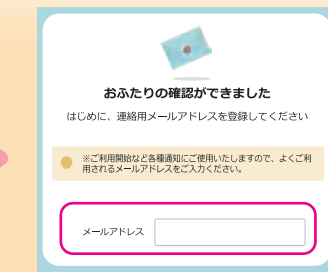 おふたりの確認ができました
はじめに、連絡用メールアドレスを登録してください
※ご利用開始など各種通知にご使用いたしますので、よくご利
用されるメールアドレスをご入力ください。
メールアドレス